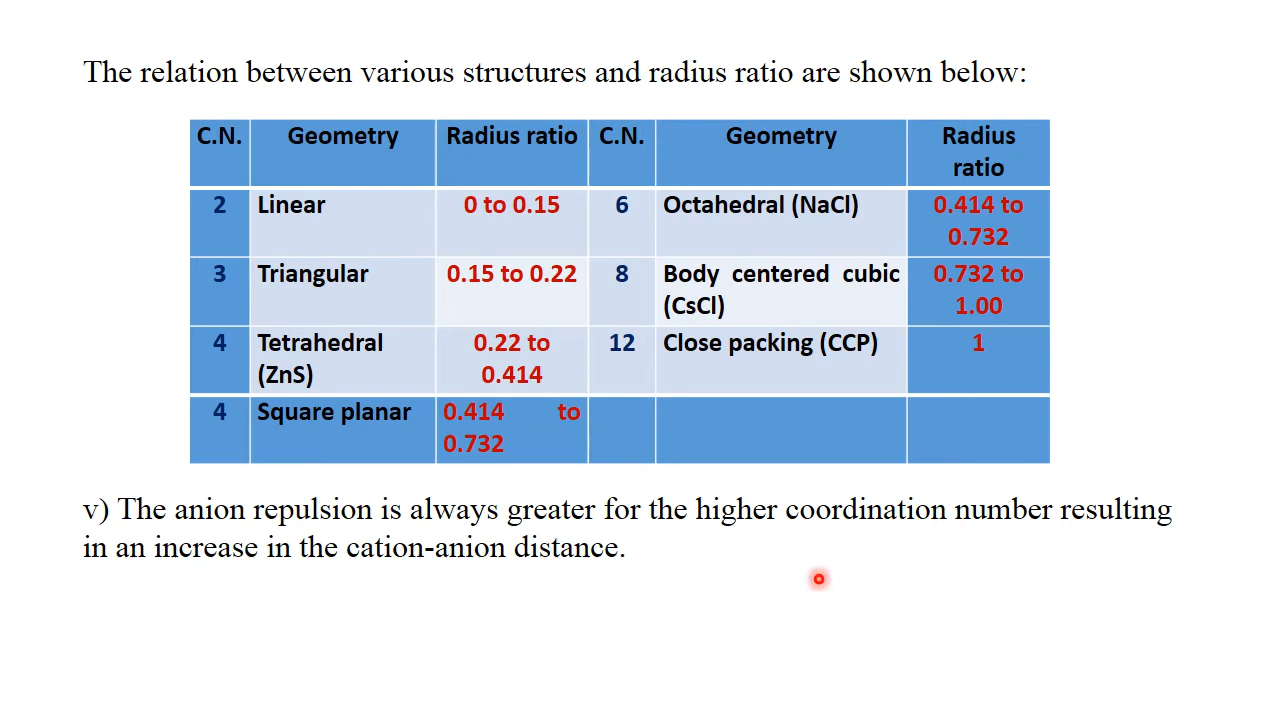 The relation between various structures and radius ratio are shown below:
C.N. Geometry Radius ratio C.N. Geometry Radius
ratio
2 Linear 0 to 0.15 6 Octahedral (NaCl) 0.414 to
0.732
3 Triangular 0.15 to 0.22 8 Body centered cubic 0.732 to
(CsCl) 1.00
4 Tetrahedral 0.22 to 12 Close packing (CCP) 1
(ZnS) 0.414
4 Square planar 0.414 to
0.732
v) The anion repulsion is always greater for the higher coordination number resulting
in an increase in the cation-anion distance.